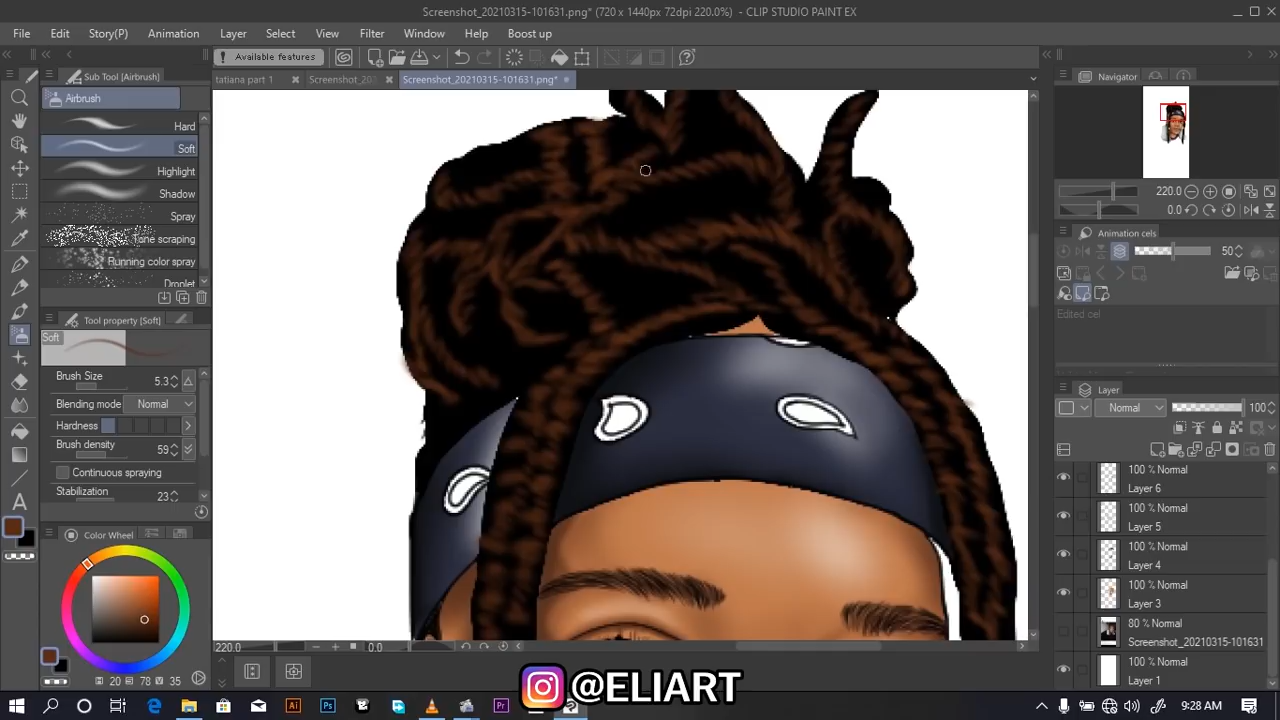 Screenshot_20210315-101631.png* (720 x 1440px 72dpi 220.0%) - CLIP STUDIO PAINT EX
File Edit Story(P) Animation Layer Select View Filter Window Help Boost up
Available features
Sub Tool [Airbrush]
tatiana part 1 Screenshot_20 Screenshot_20210315-101631.png*
Navigator
Airbrush
Hard
Soft
Highlight
Shadow
Spray
Tone scraping
Running color spray
Droplet
220.0
0.0
Animation cels
50
Edited cel
Tool property [Soft]
Soft
Brush Size 5.3
Blending mode Normal
Hardness
Brush density 59
Continuous spraying
Stabilization 23
Color Wheel
H 20 S 78 V 35
Layer
Normal 100
100 % Normal
Layer 6
100 % Normal
Layer 5
100 % Normal
Layer 4
100 % Normal
Layer 3
80 % Normal
Screenshot_20210315-101631
100 % Normal
Layer 1
220.0 0.0
@ELIART
Ai Ps Pr
9:28 AM